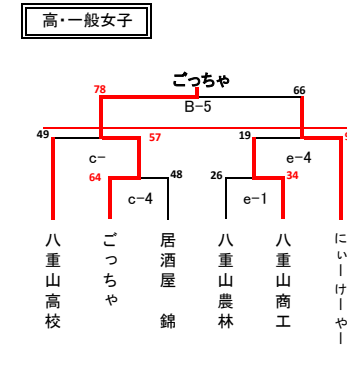 高・一般女子
ごっちゃ
78
66
B-5
49
57
19
c-
e-4
64
48
26
34
c-4
e-1
八重山高校
ごっちゃ
居酒屋　錦
八重山農林
八重山商工
にぃーけーやー